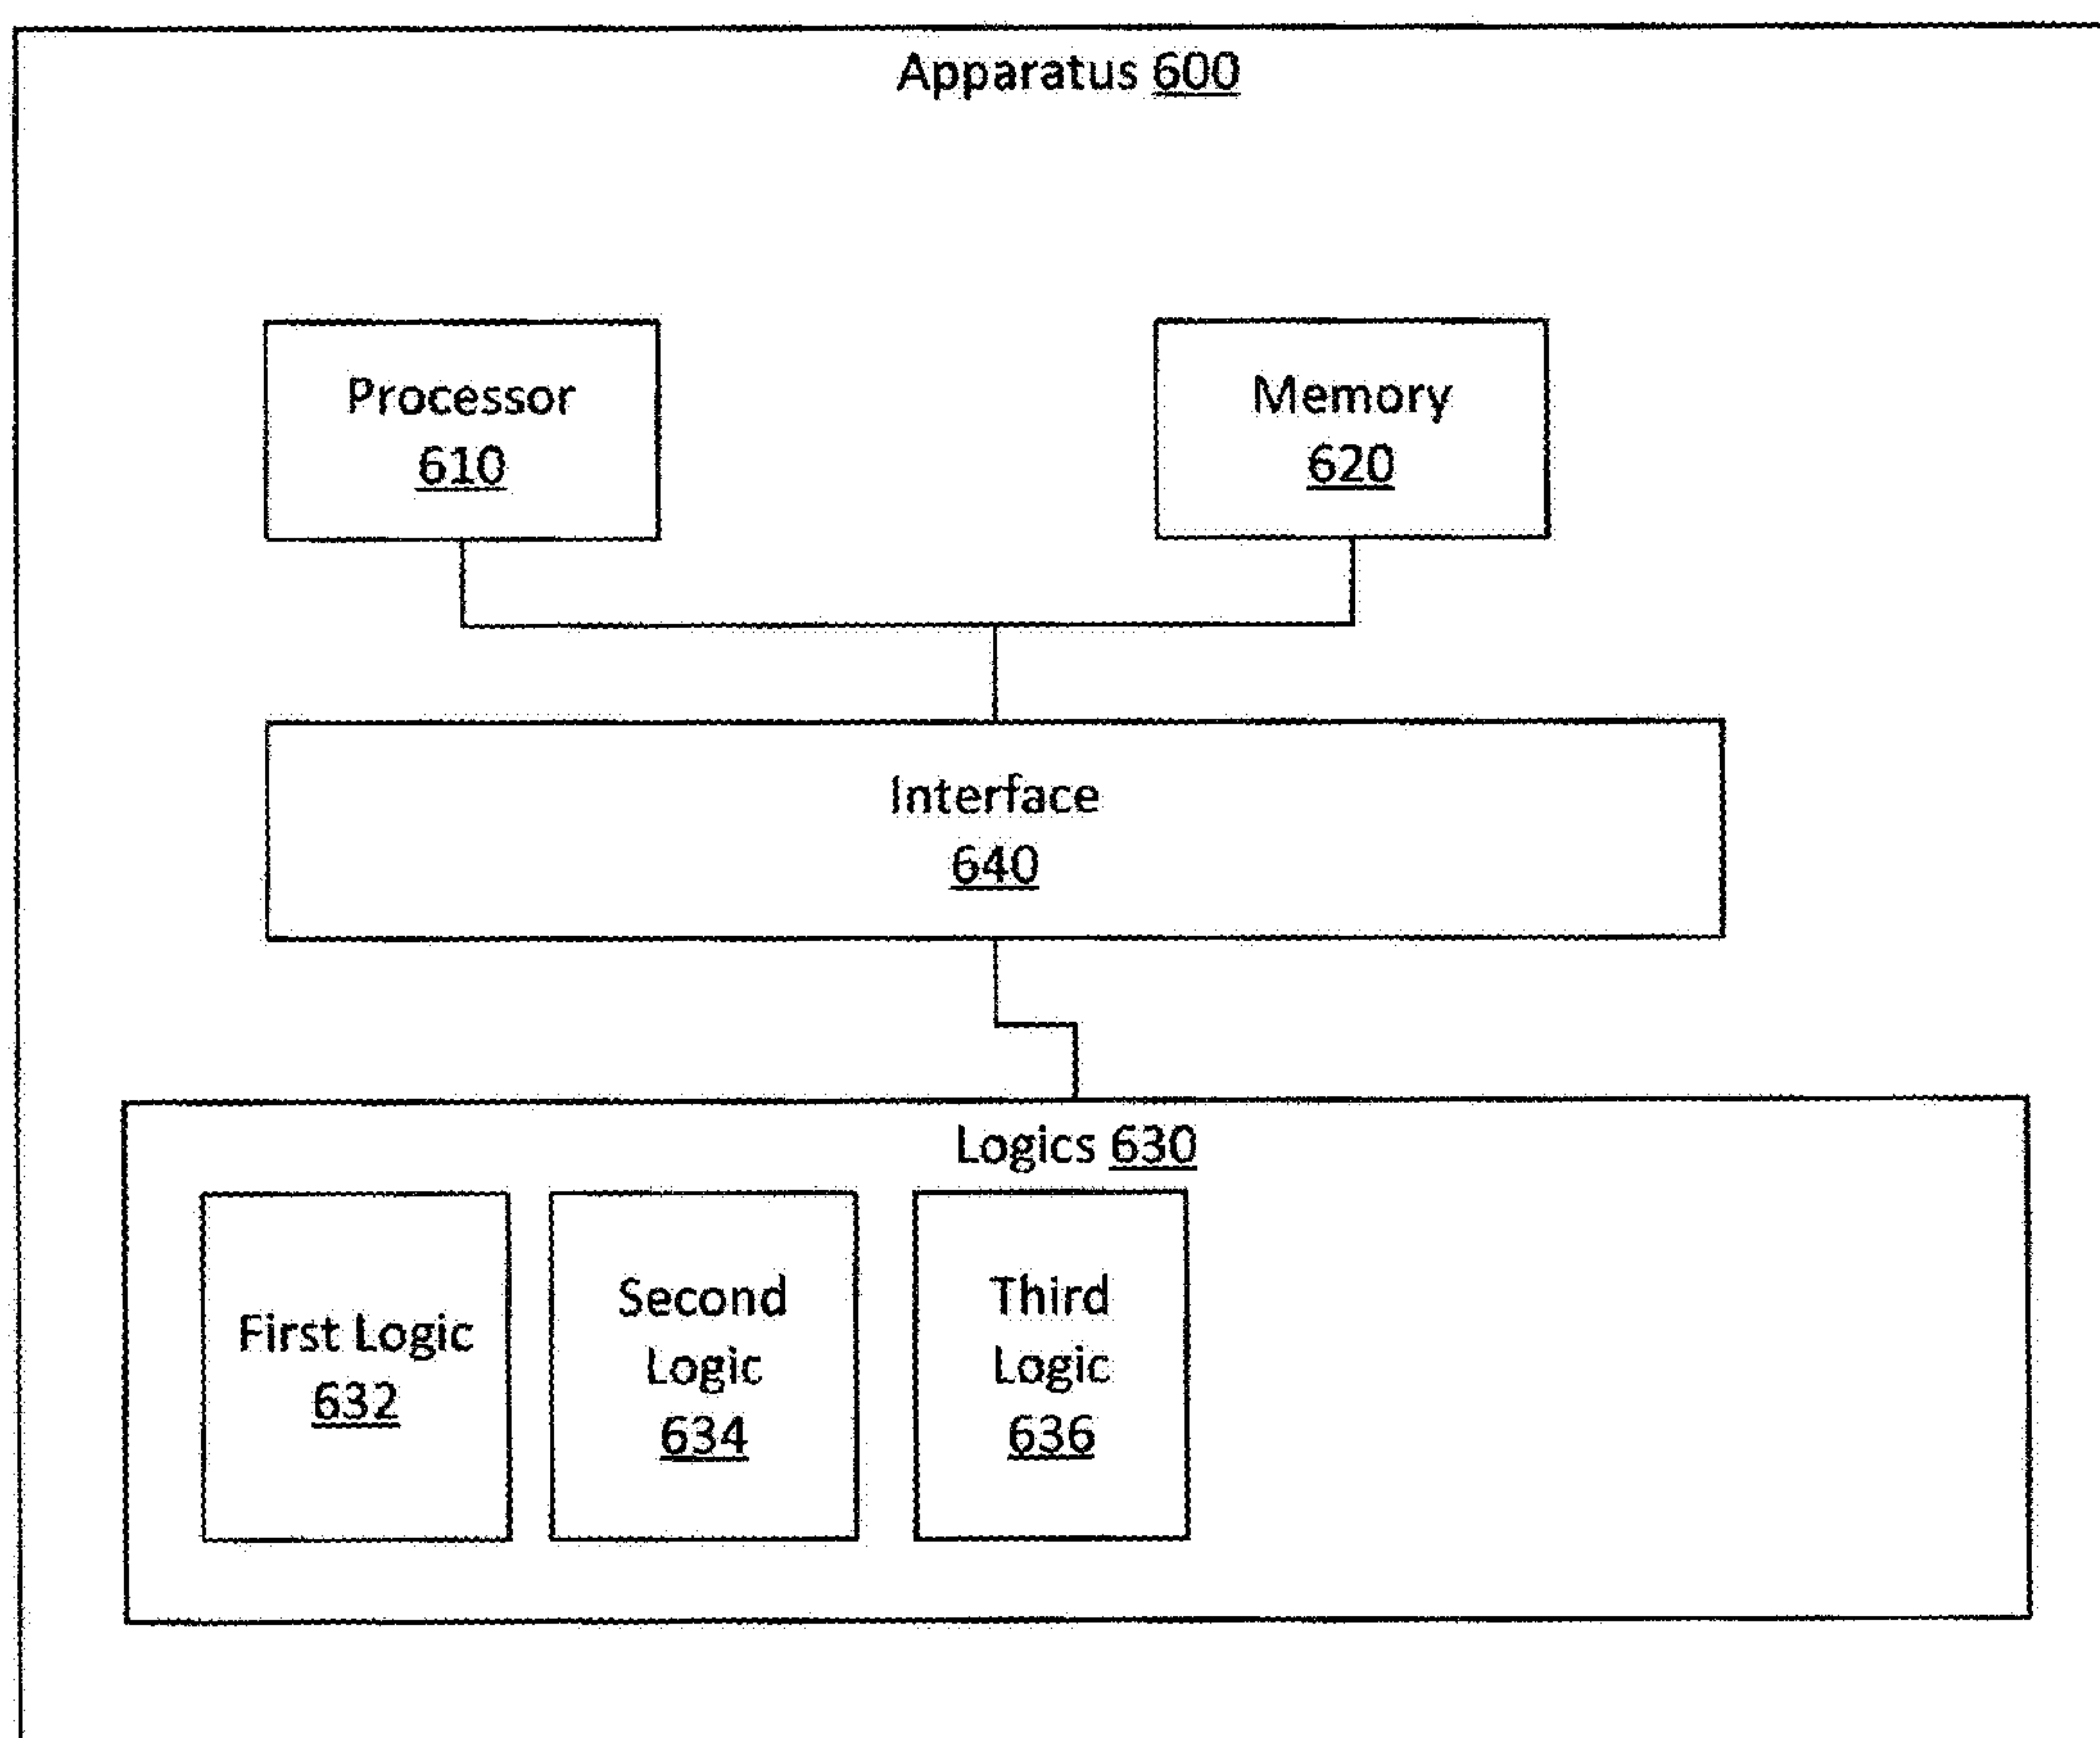 Apparatus 600
Processor
610
Memory
620
Interface
640
Logics 630
First Logic
632
Second
Logic
634
Third
Logic
636